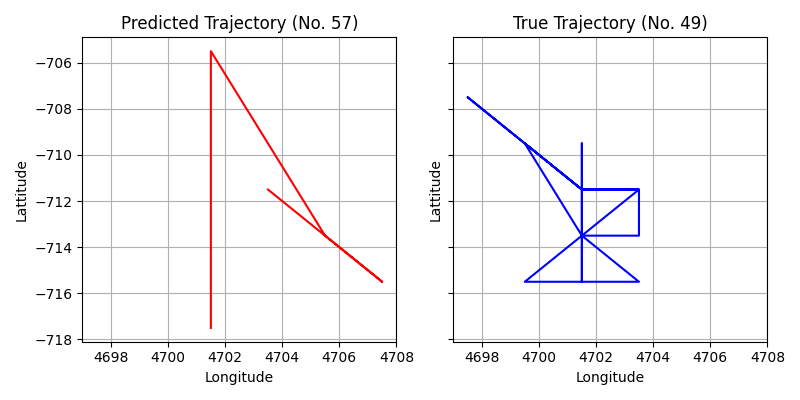 Predicted Trajectory (No. 57)
True Trajectory (No. 49)
Lattitude
−706
−708
−710
−712
−714
−716
−718
4698 4700 4702 4704 4706 4708
Longitude
Lattitude
4698 4700 4702 4704 4706 4708
Longitude